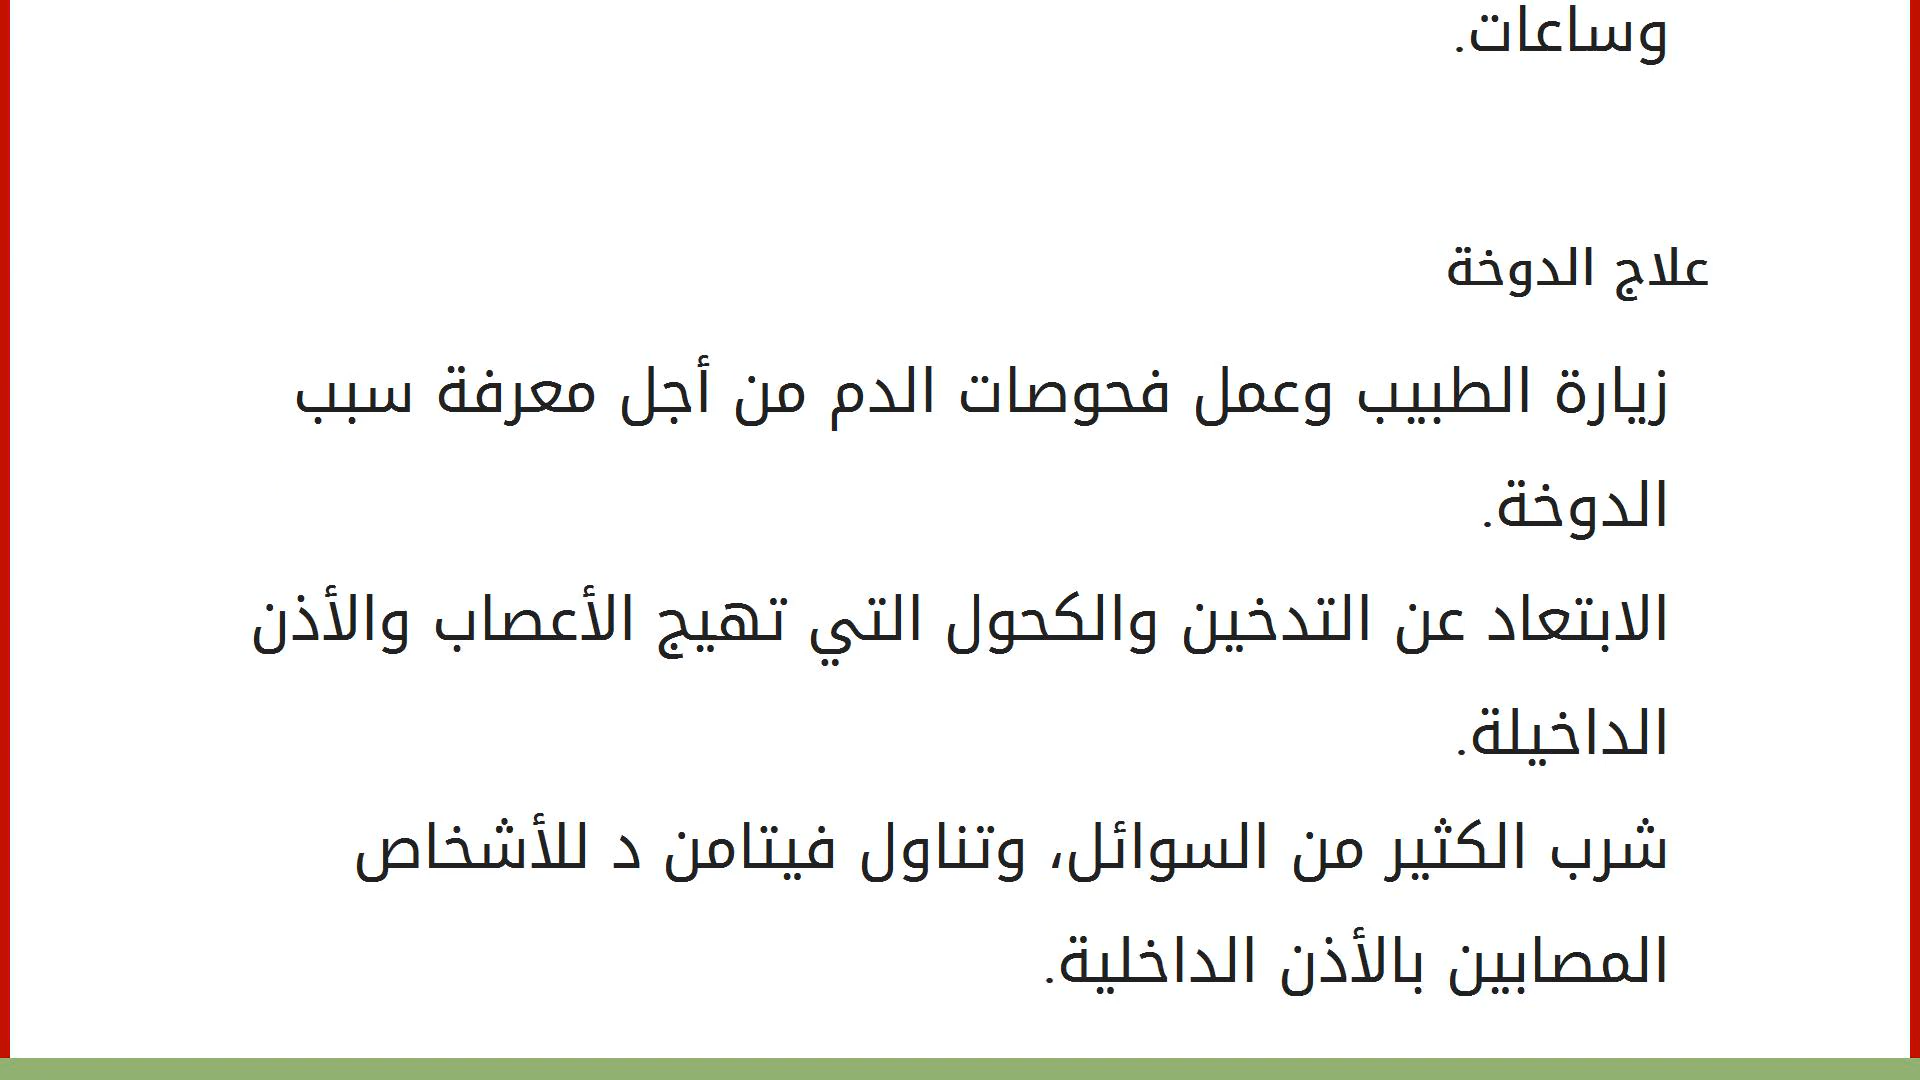 وساعات.
علاج الدوخة
زيارة الطبيب وعمل فحوصات الدم من أجل معرفة سبب
الدوخة.
الابتعاد عن التدخين والكحول التي تهيج الأعصاب والأذن
الداخيلة.
شرب الكثير من السوائل، وتناول فيتامن د للأشخاص
المصابين بالأذن الداخلية.